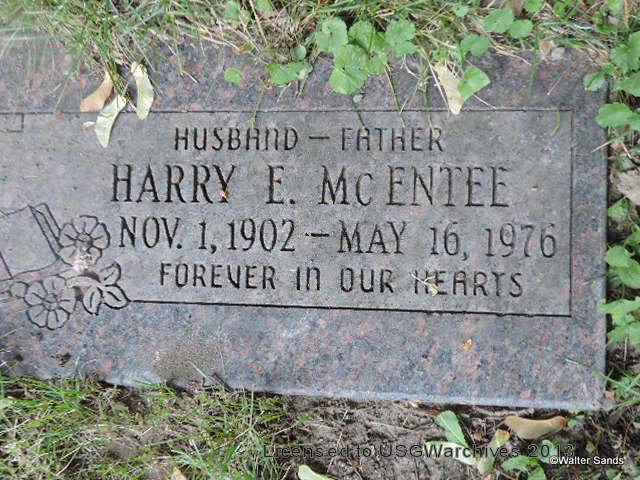 HUSBAND – FATHER
HARRY E. MCENTEE
NOV. 1, 1902 – MAY 16, 1976
FOREVER IN OUR HEARTS
Licensed to USGWarchives 2013
©Walter Sands